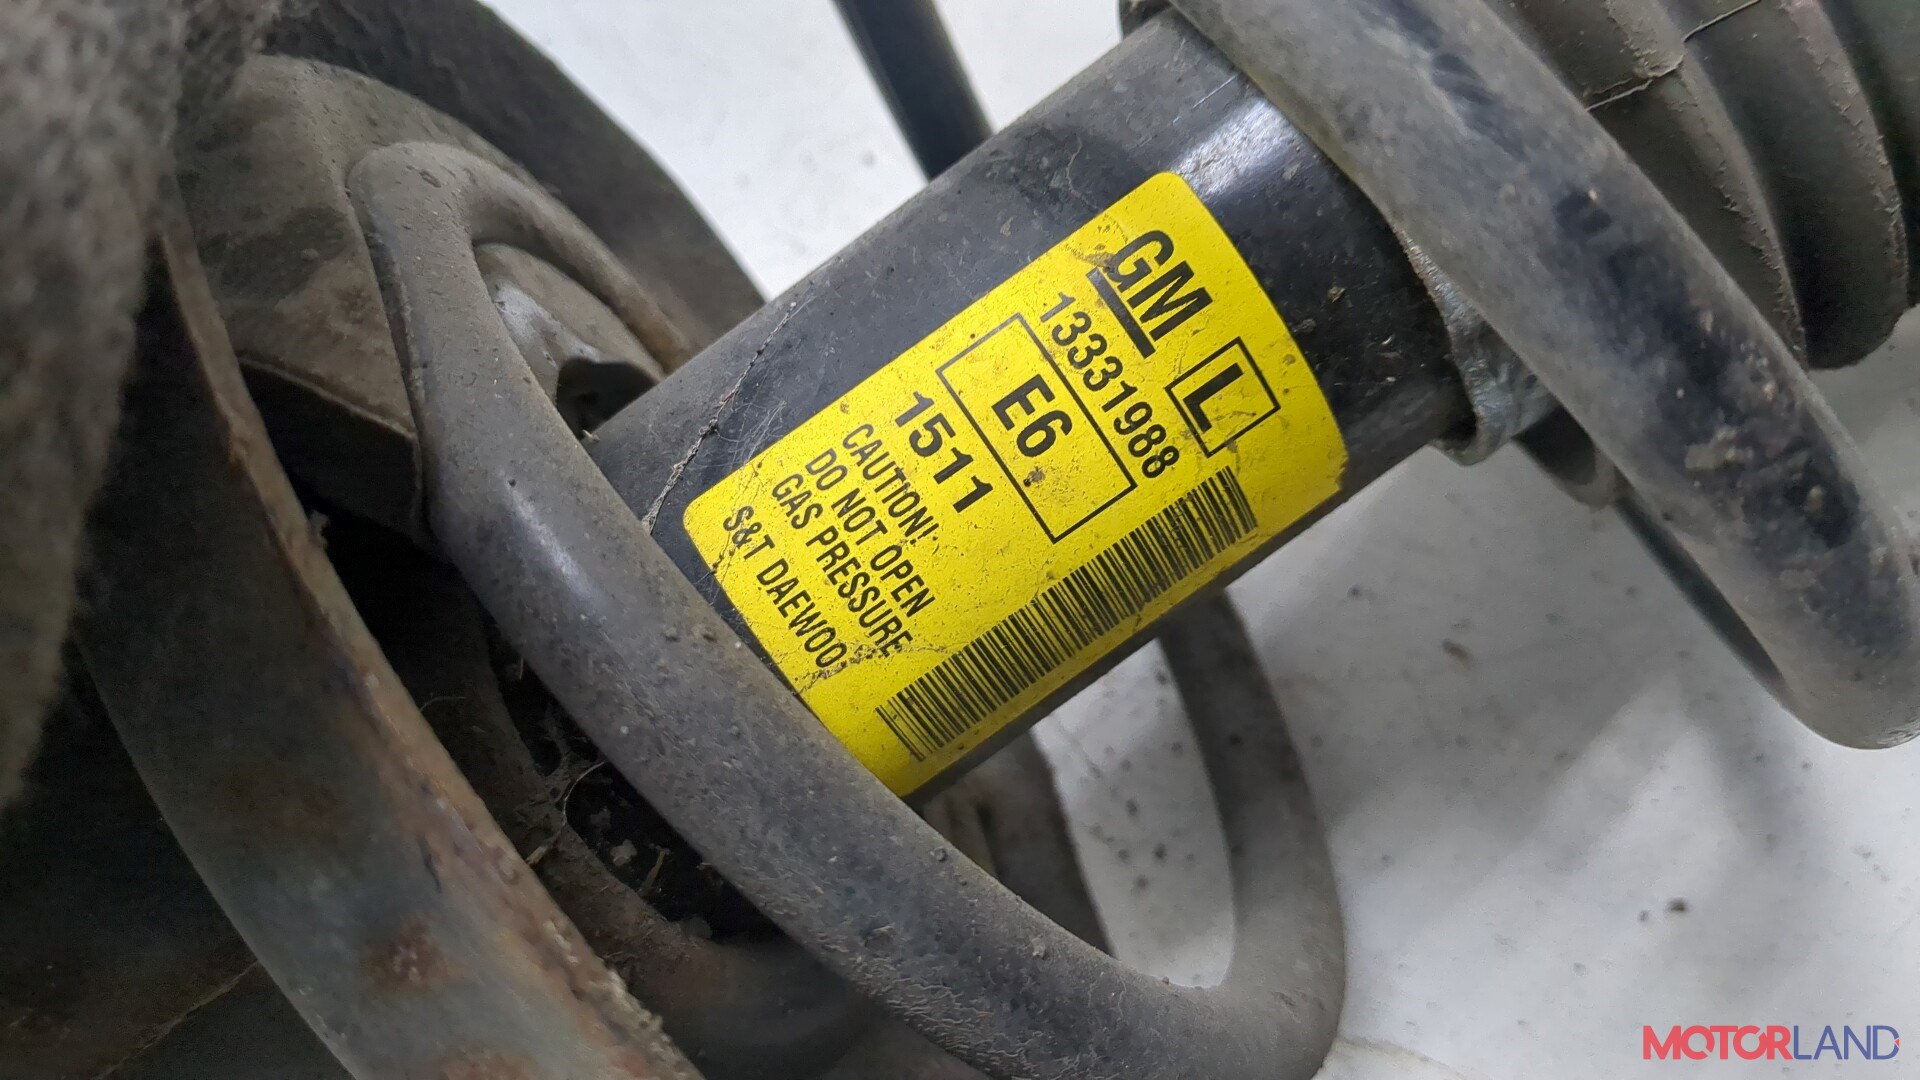 GM L
13331988
E6
1511
CAUTION!
DO NOT OPEN
GAS PRESSURE
S&T DAEWOO
MOTORLAND